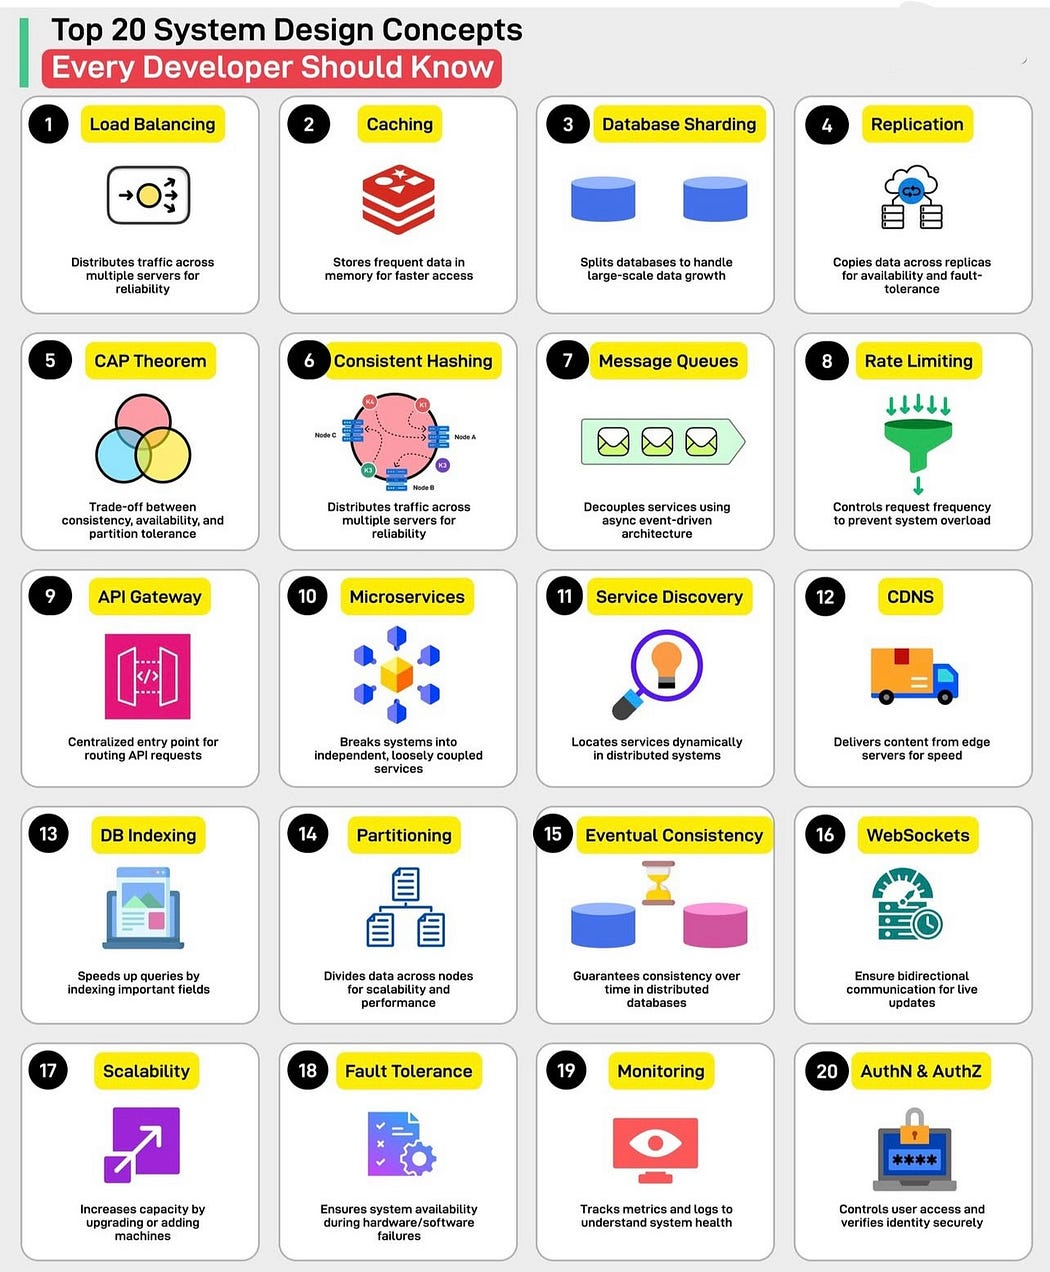 Top 20 System Design Concepts
Every Developer Should Know
1
Load Balancing
Distributes traffic across
multiple servers for
reliability
2
Caching
Stores frequent data in
memory for faster access
3
Database Sharding
Splits databases to handle
large-scale data growth
4
Replication
Copies data across replicas
for availability and fault-
tolerance
5
CAP Theorem
Trade-off between
consistency, availability, and
partition tolerance
6
Consistent Hashing
K4
K1
Node C
Node A
K3
K3
Node B
Distributes traffic across
multiple servers for
reliability
7
Message Queues
Decouples services using
async event-driven
architecture
8
Rate Limiting
Controls request frequency
to prevent system overload
9
API Gateway
</>
Centralized entry point for
routing API requests
10
Microservices
Breaks systems into
independent, loosely coupled
services
11
Service Discovery
Locates services dynamically
in distributed systems
12
CDNS
Delivers content from edge
servers for speed
13
DB Indexing
Speeds up queries by
indexing important fields
14
Partitioning
Divides data across nodes
for scalability and
performance
15
Eventual Consistency
Guarantees consistency over
time in distributed
databases
16
WebSockets
Ensure bidirectional
communication for live
updates
17
Scalability
Increases capacity by
upgrading or adding
machines
18
Fault Tolerance
Ensures system availability
during hardware/software
failures
19
Monitoring
Tracks metrics and logs to
understand system health
20
AuthN & AuthZ
****
Controls user access and
verifies identity securely